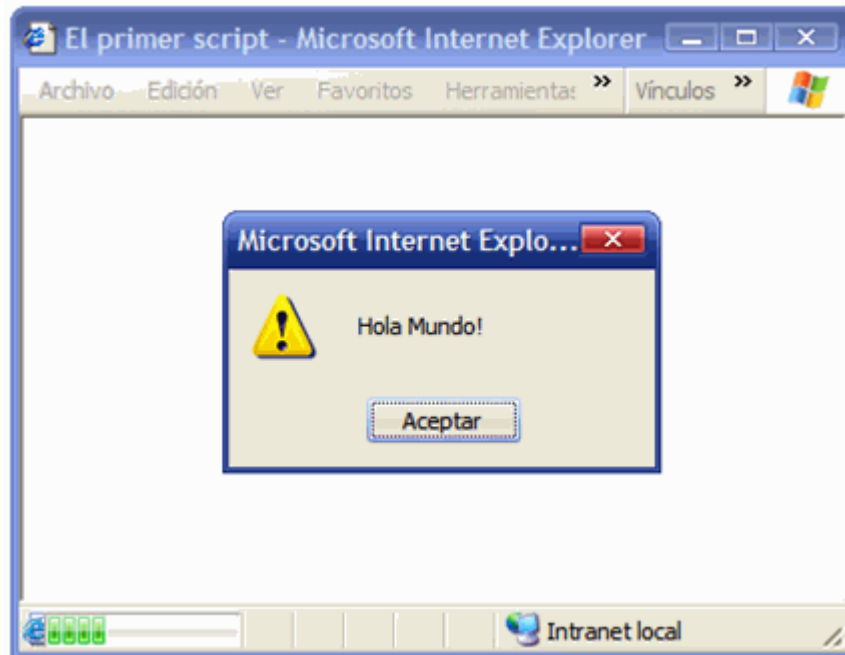 El primer script - Microsoft Internet Explorer
Archivo Edición Ver Favoritos Herramientas » Vínculos »
Microsoft Internet Explo...
Hola Mundo!
Aceptar
Intranet local